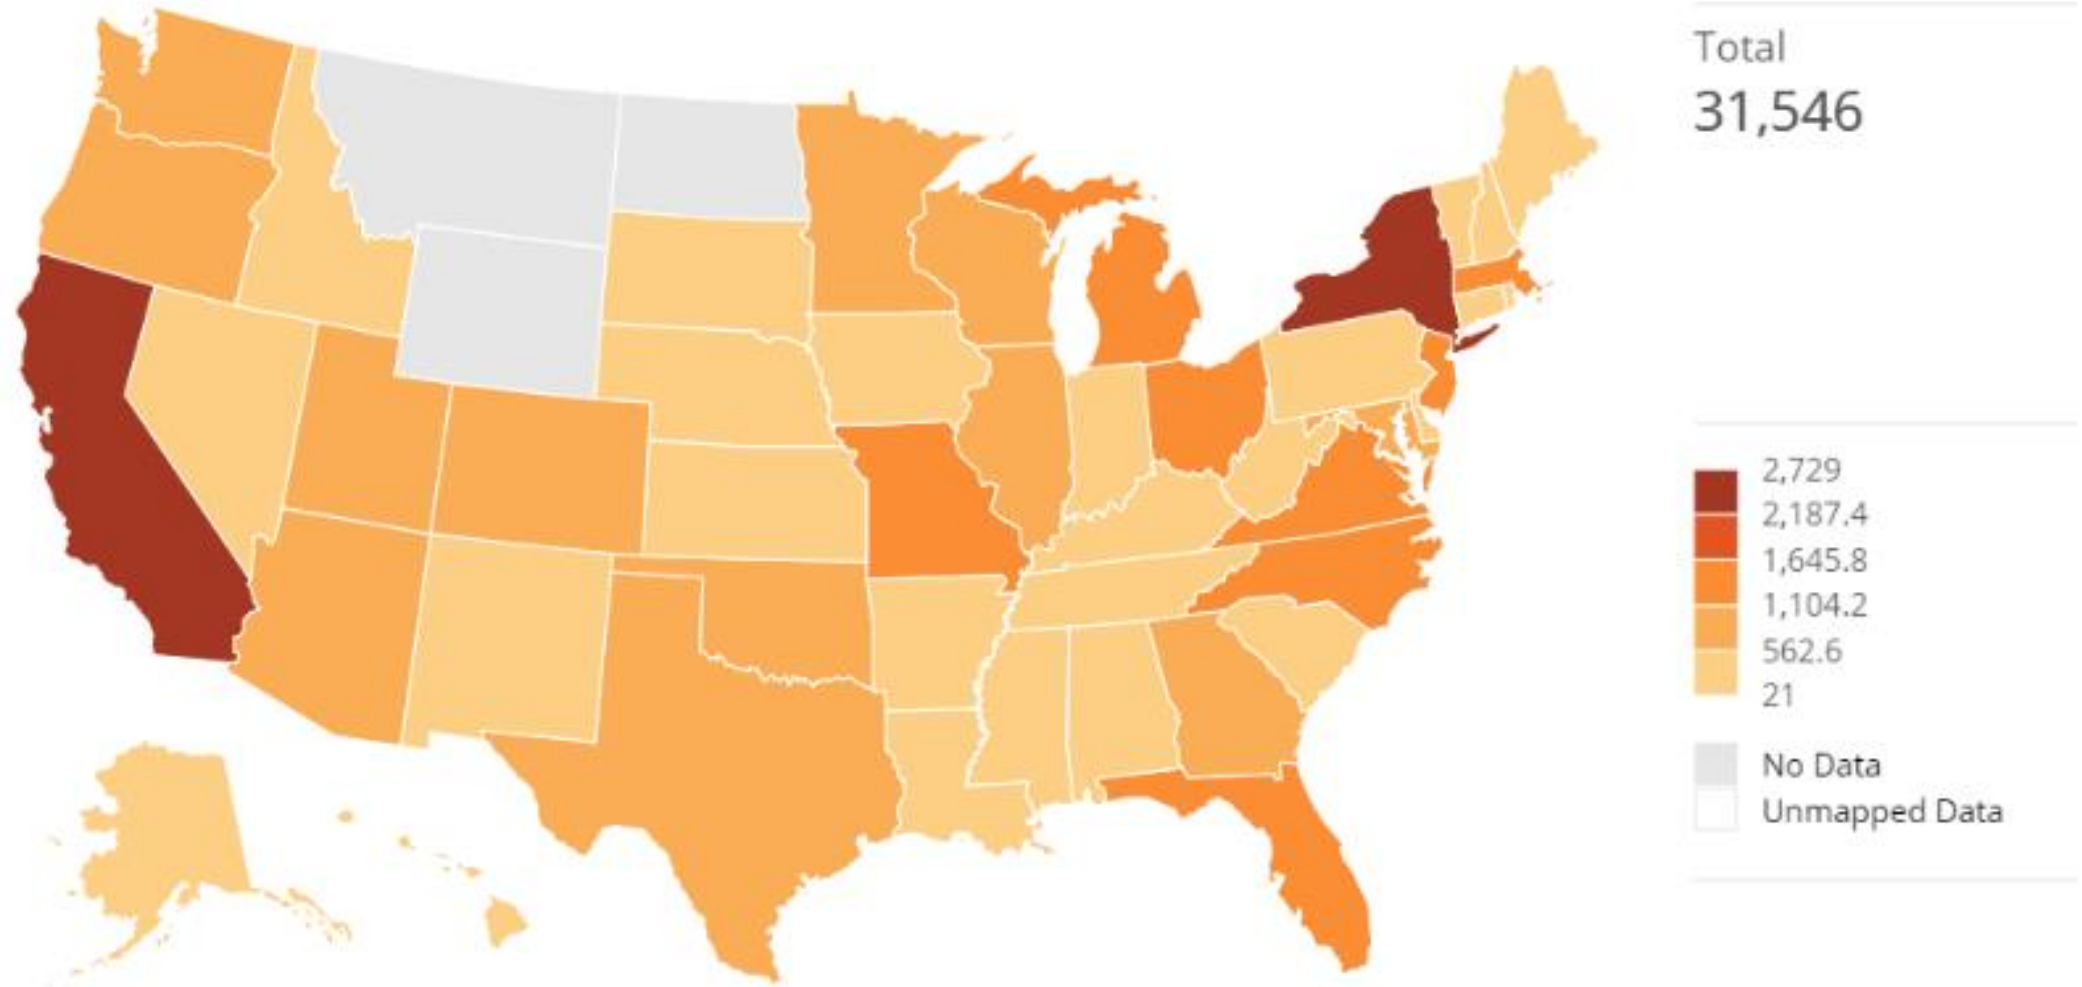 Total
31,546
2,729
2,187.4
1,645.8
1,104.2
562.6
21
No Data
Unmapped Data